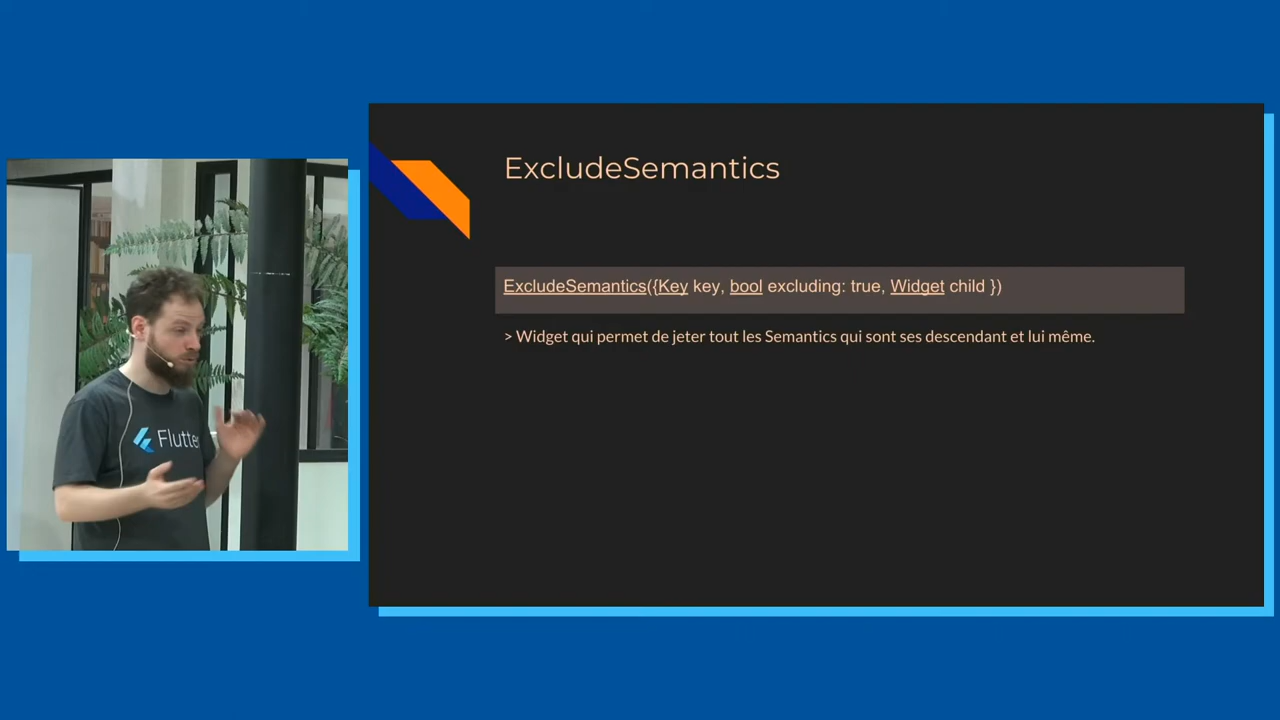 ExcludeSemantics
ExcludeSemantics({Key key, bool excluding: true, Widget child })
> Widget qui permet de jeter tout les Semantics qui sont ses descendant et lui même.
Flutter